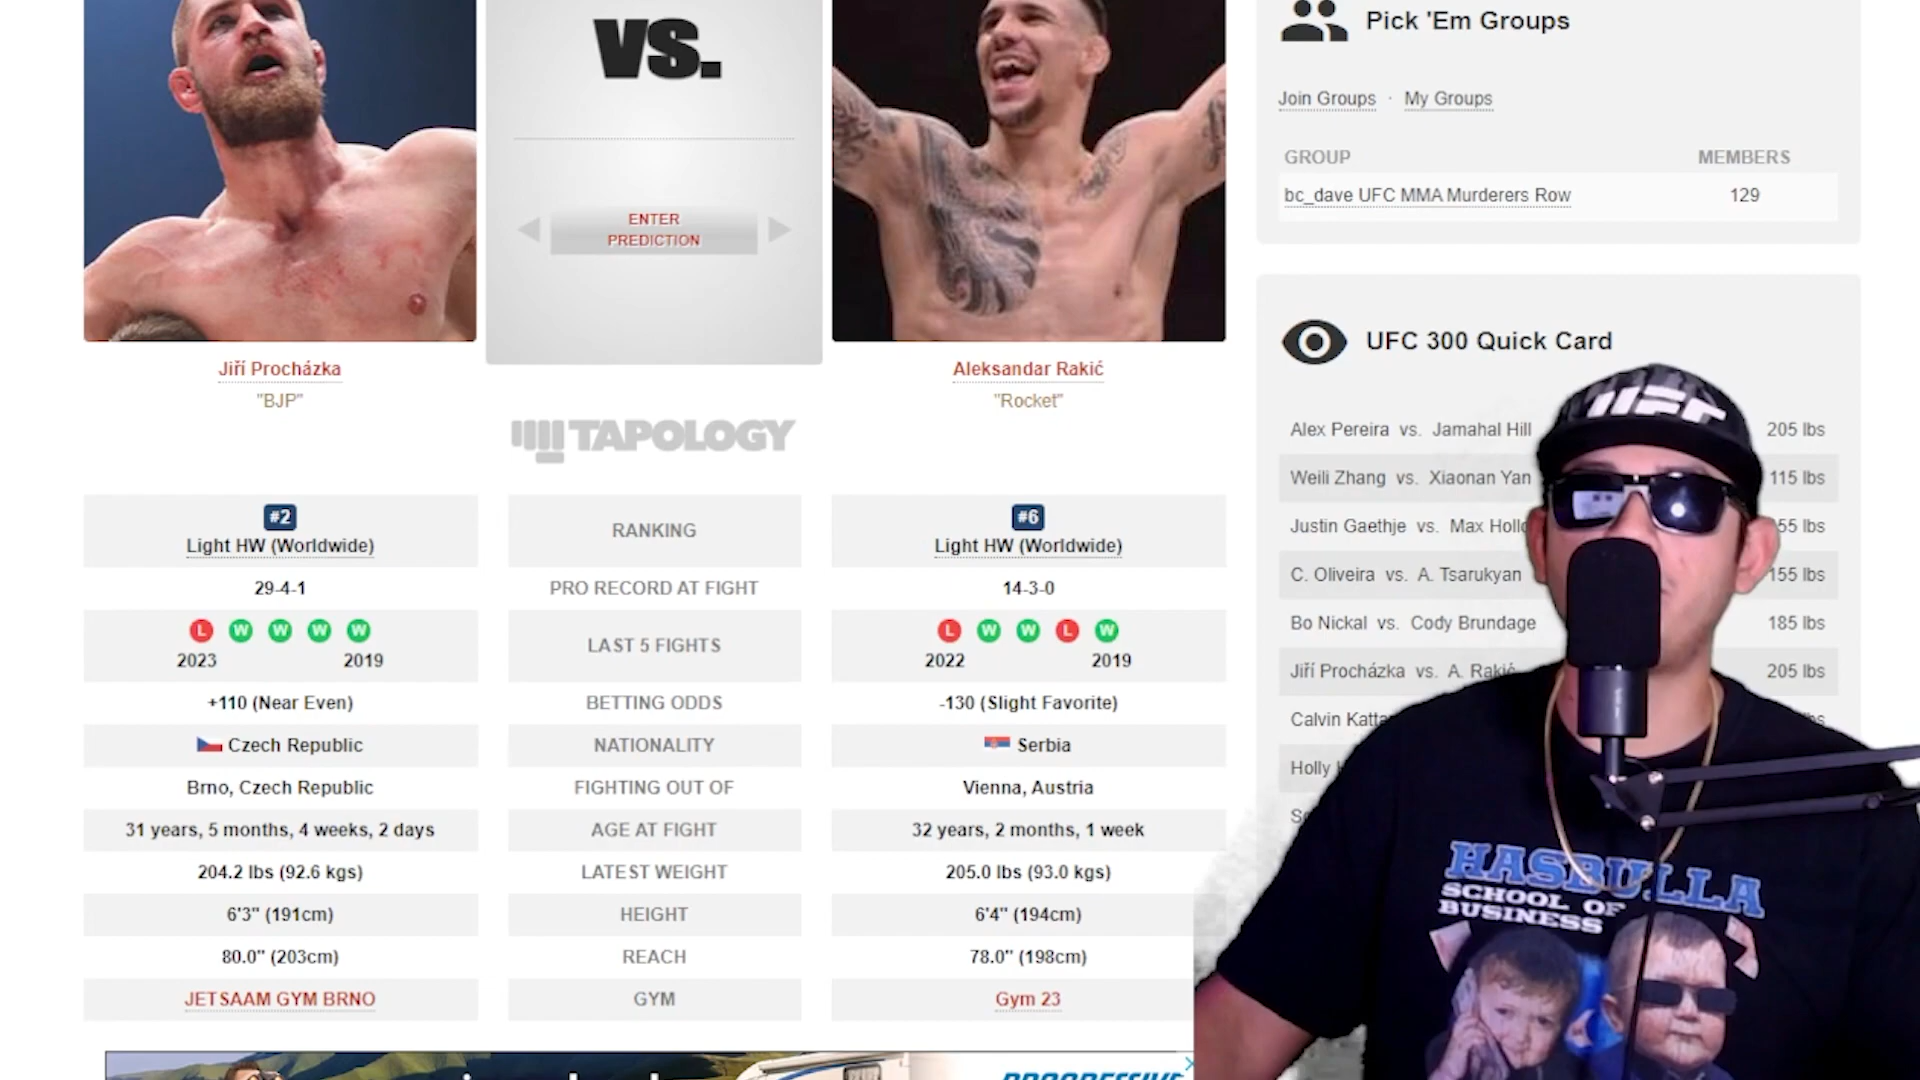 VS.
ENTER
PREDICTION
Jiří Procházka
"BJP"
Aleksandar Rakić
"Rocket"
TAPOLOGY
#2
Light HW (Worldwide)
RANKING
#6
Light HW (Worldwide)
29-4-1
PRO RECORD AT FIGHT
14-3-0
L W W W W
2023 2019
LAST 5 FIGHTS
L W W L W
2022 2019
+110 (Near Even)
BETTING ODDS
-130 (Slight Favorite)
Czech Republic
NATIONALITY
Serbia
Brno, Czech Republic
FIGHTING OUT OF
Vienna, Austria
31 years, 5 months, 4 weeks, 2 days
AGE AT FIGHT
32 years, 2 months, 1 week
204.2 lbs (92.6 kgs)
LATEST WEIGHT
205.0 lbs (93.0 kgs)
6'3" (191cm)
HEIGHT
6'4" (194cm)
80.0" (203cm)
REACH
78.0" (198cm)
JETSAAM GYM BRNO
GYM
Gym 23
PROGRESSIVE
Pick 'Em Groups
Join Groups · My Groups
GROUP MEMBERS
bc_dave UFC MMA Murderers Row 129
UFC 300 Quick Card
Alex Pereira vs. Jamahal Hill 205 lbs
Weili Zhang vs. Xiaonan Yan 115 lbs
Justin Gaethje vs. Max Hollo 55 lbs
C. Oliveira vs. A. Tsarukyan 155 lbs
Bo Nickal vs. Cody Brundage 185 lbs
Jiří Procházka vs. A. Rakić 205 lbs
Calvin Katta bs
Holly
UFC
HASBULLA
SCHOOL OF
BUSINESS